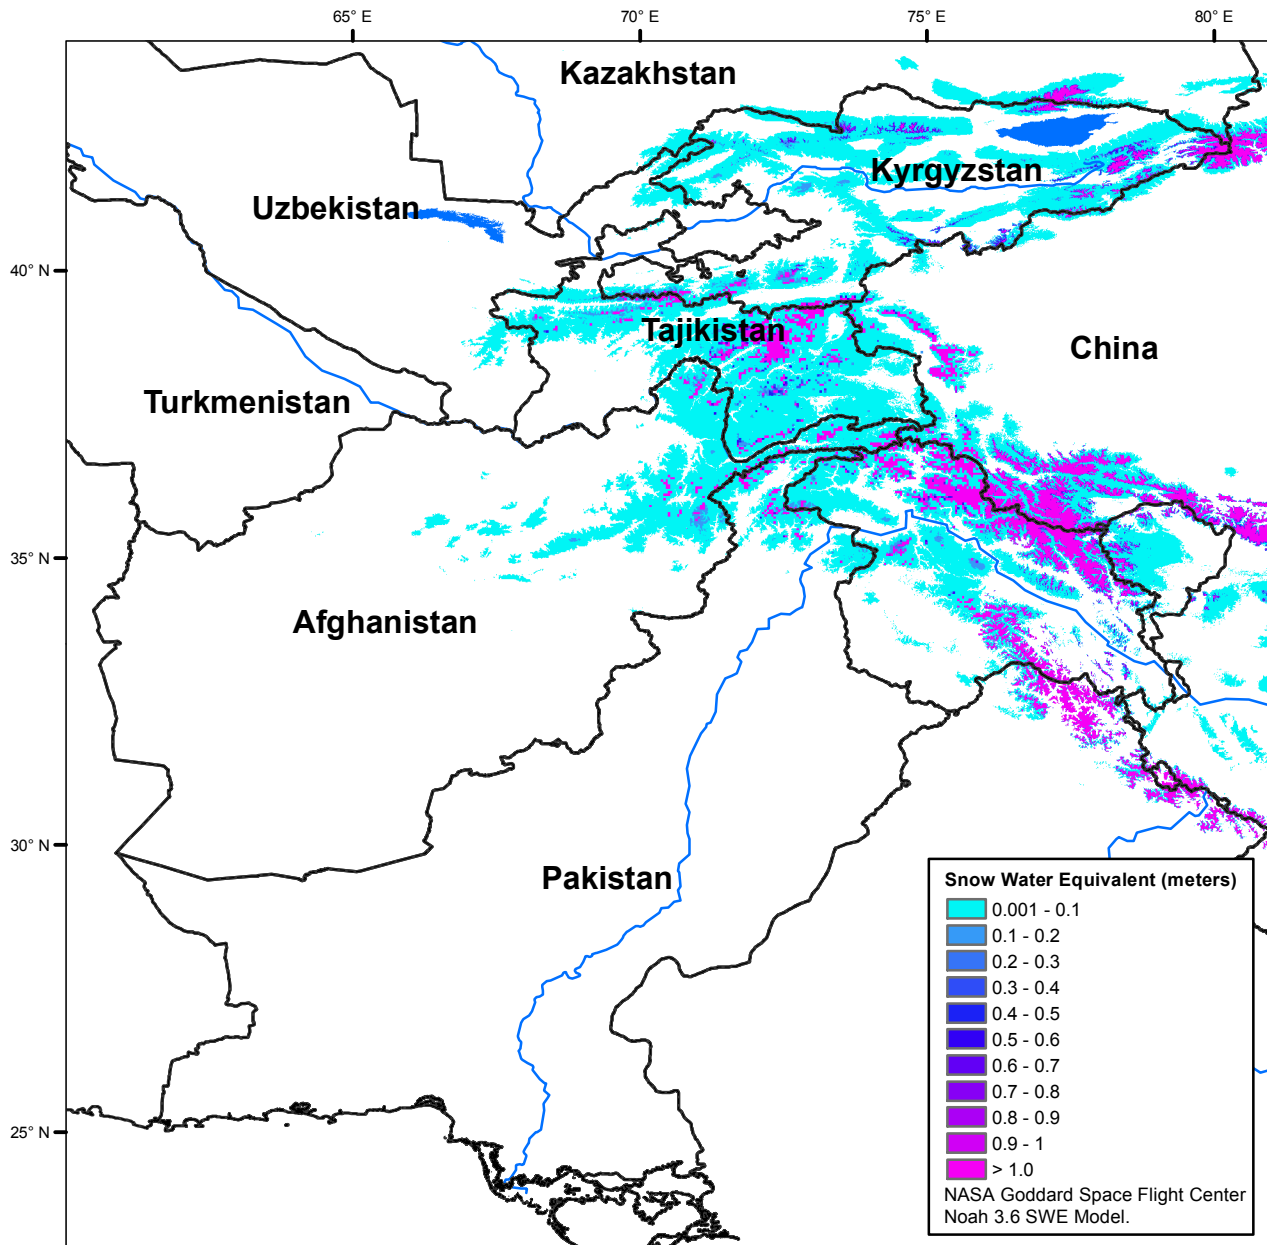 65° E
70° E
75° E
80° E
Kazakhstan
Kyrgyzstan
Uzbekistan
40° N
Tajikistan
China
Turkmenistan
35° N
Afghanistan
30° N
Pakistan
25° N
Snow Water Equivalent (meters)
0.001 - 0.1
0.1 - 0.2
0.2 - 0.3
0.3 - 0.4
0.4 - 0.5
0.5 - 0.6
0.6 - 0.7
0.7 - 0.8
0.8 - 0.9
0.9 - 1
> 1.0
NASA Goddard Space Flight Center
Noah 3.6 SWE Model.